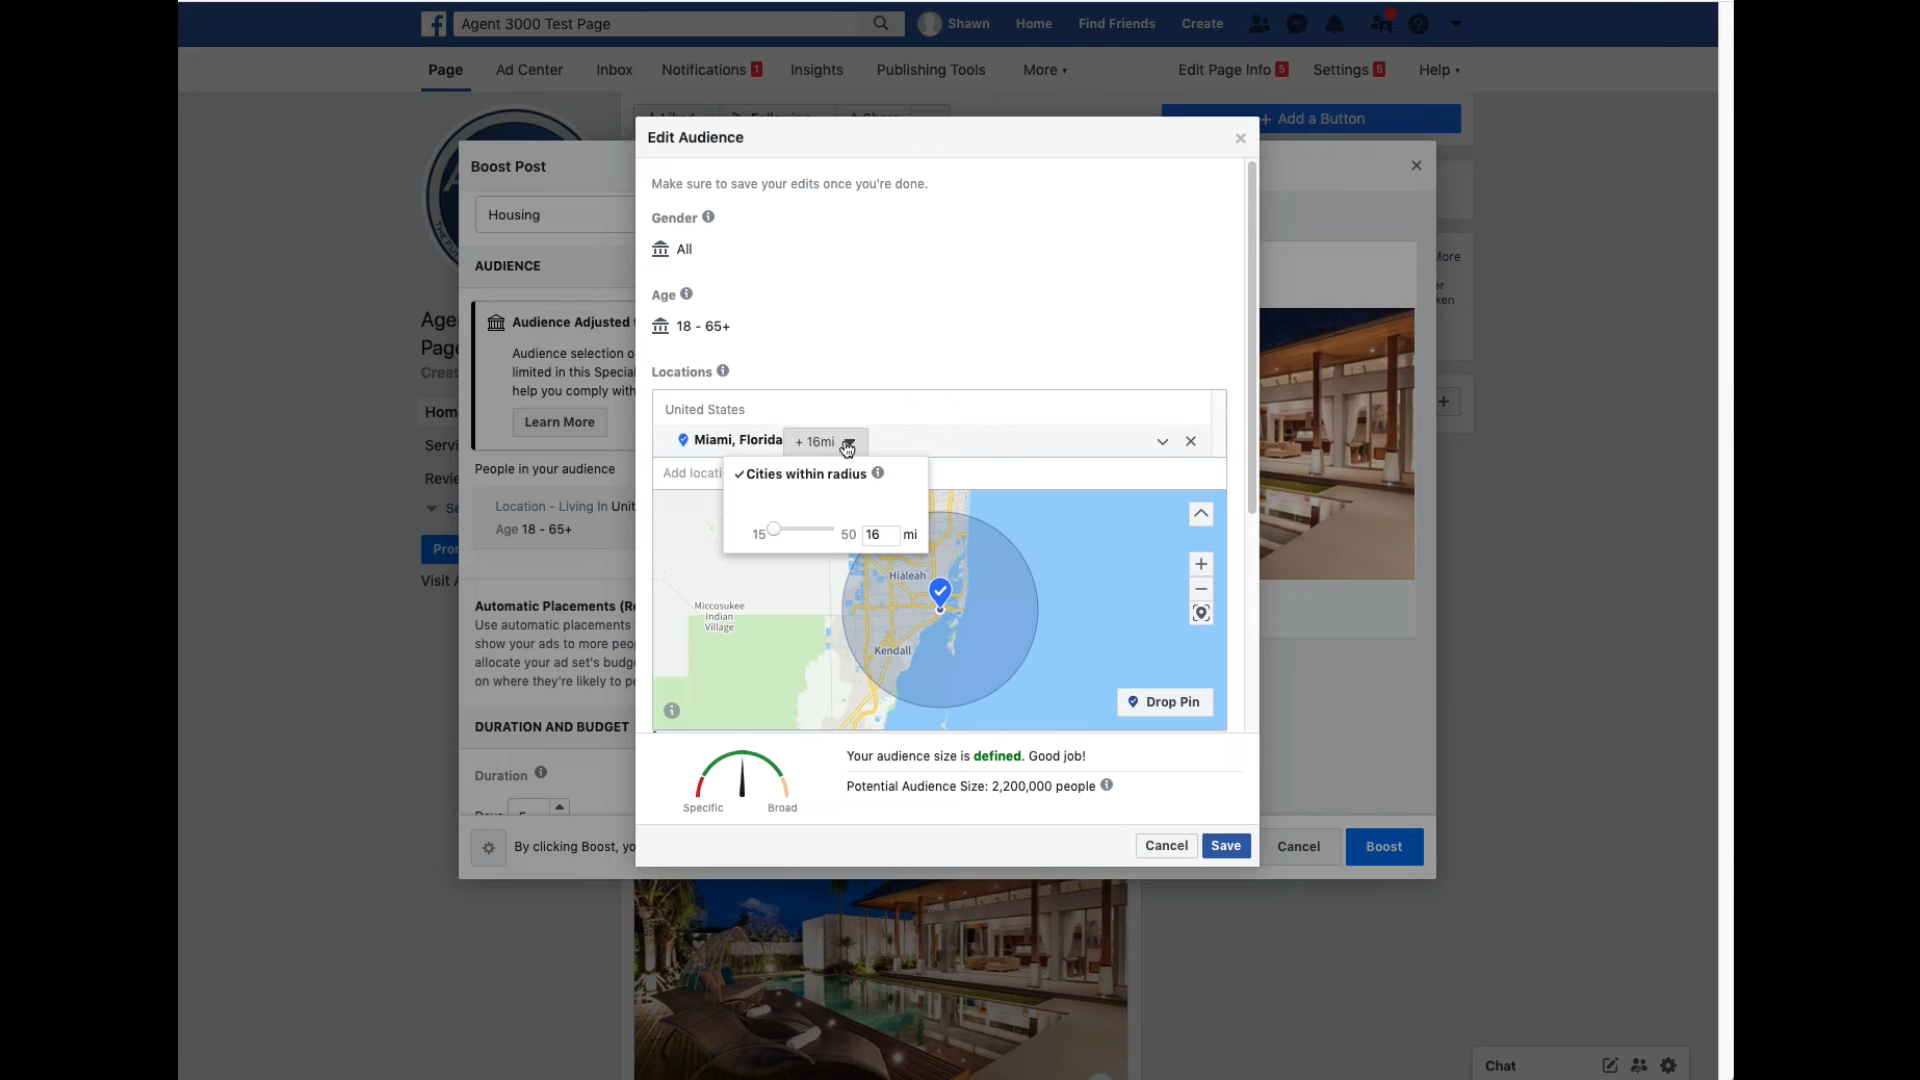 Agent 3000 Test Page
Shawn
Home
Find Friends
Create
Page
Ad Center
Inbox
Notifications 1
Insights
Publishing Tools
More
Edit Page Info 5
Settings 5
Help
+ Add a Button
Edit Audience
Boost Post
Make sure to save your edits once you're done.
Housing
Gender
All
AUDIENCE
Age
18 - 65+
Audience Adjusted
Audience selection
limited in this
help you comply with
Learn More
Locations
United States
Miami, Florida
+ 16mi
People in your audience
Cities within radius
15
50
16
mi
Location - Living In
Age 18 - 65+
Hialeah
Miccosukee
Indian
Village
Kendall
Drop Pin
Automatic Placements
Use automatic placements
show your ads to more
allocate your ad set's
on where they're likely to
DURATION AND BUDGET
Duration
Your audience size is defined. Good job!
Potential Audience Size: 2,200,000 people
Specific
Broad
By clicking Boost,
Cancel
Save
Cancel
Boost
Chat